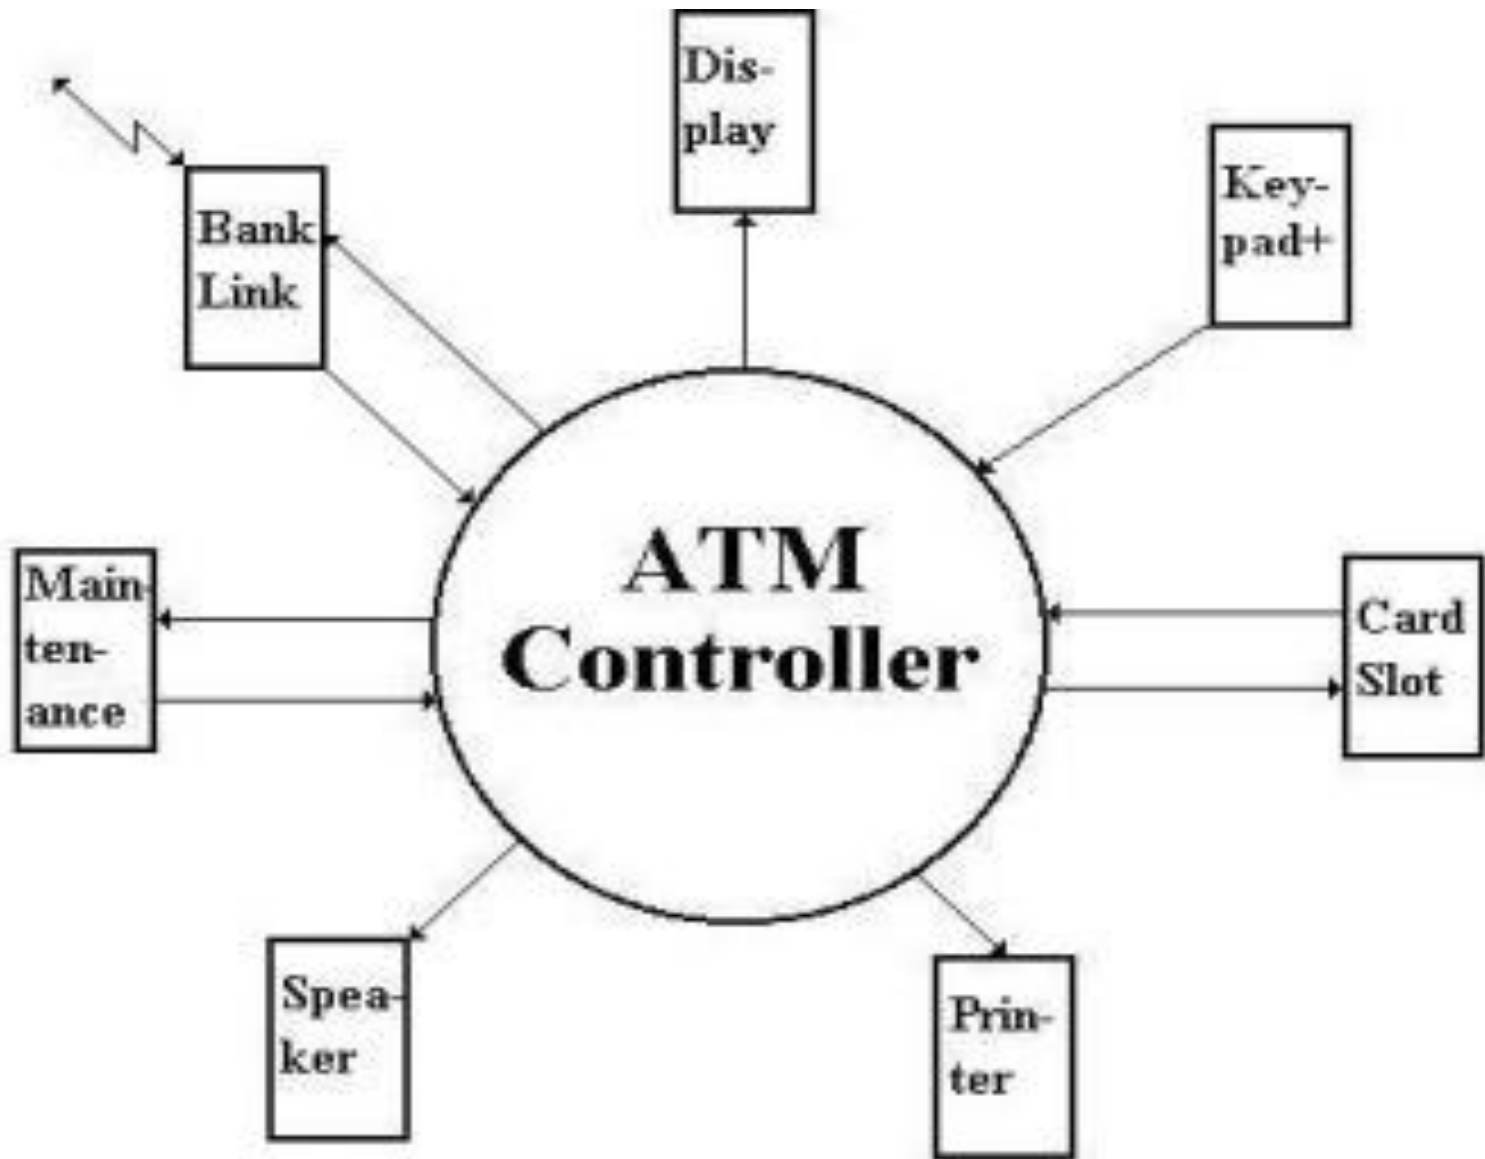 Dis-
play
Key-
pad+
Bank
Link
ATM
Controller
Main-
ten-
ance
Card
Slot
Spea-
ker
Prin-
ter